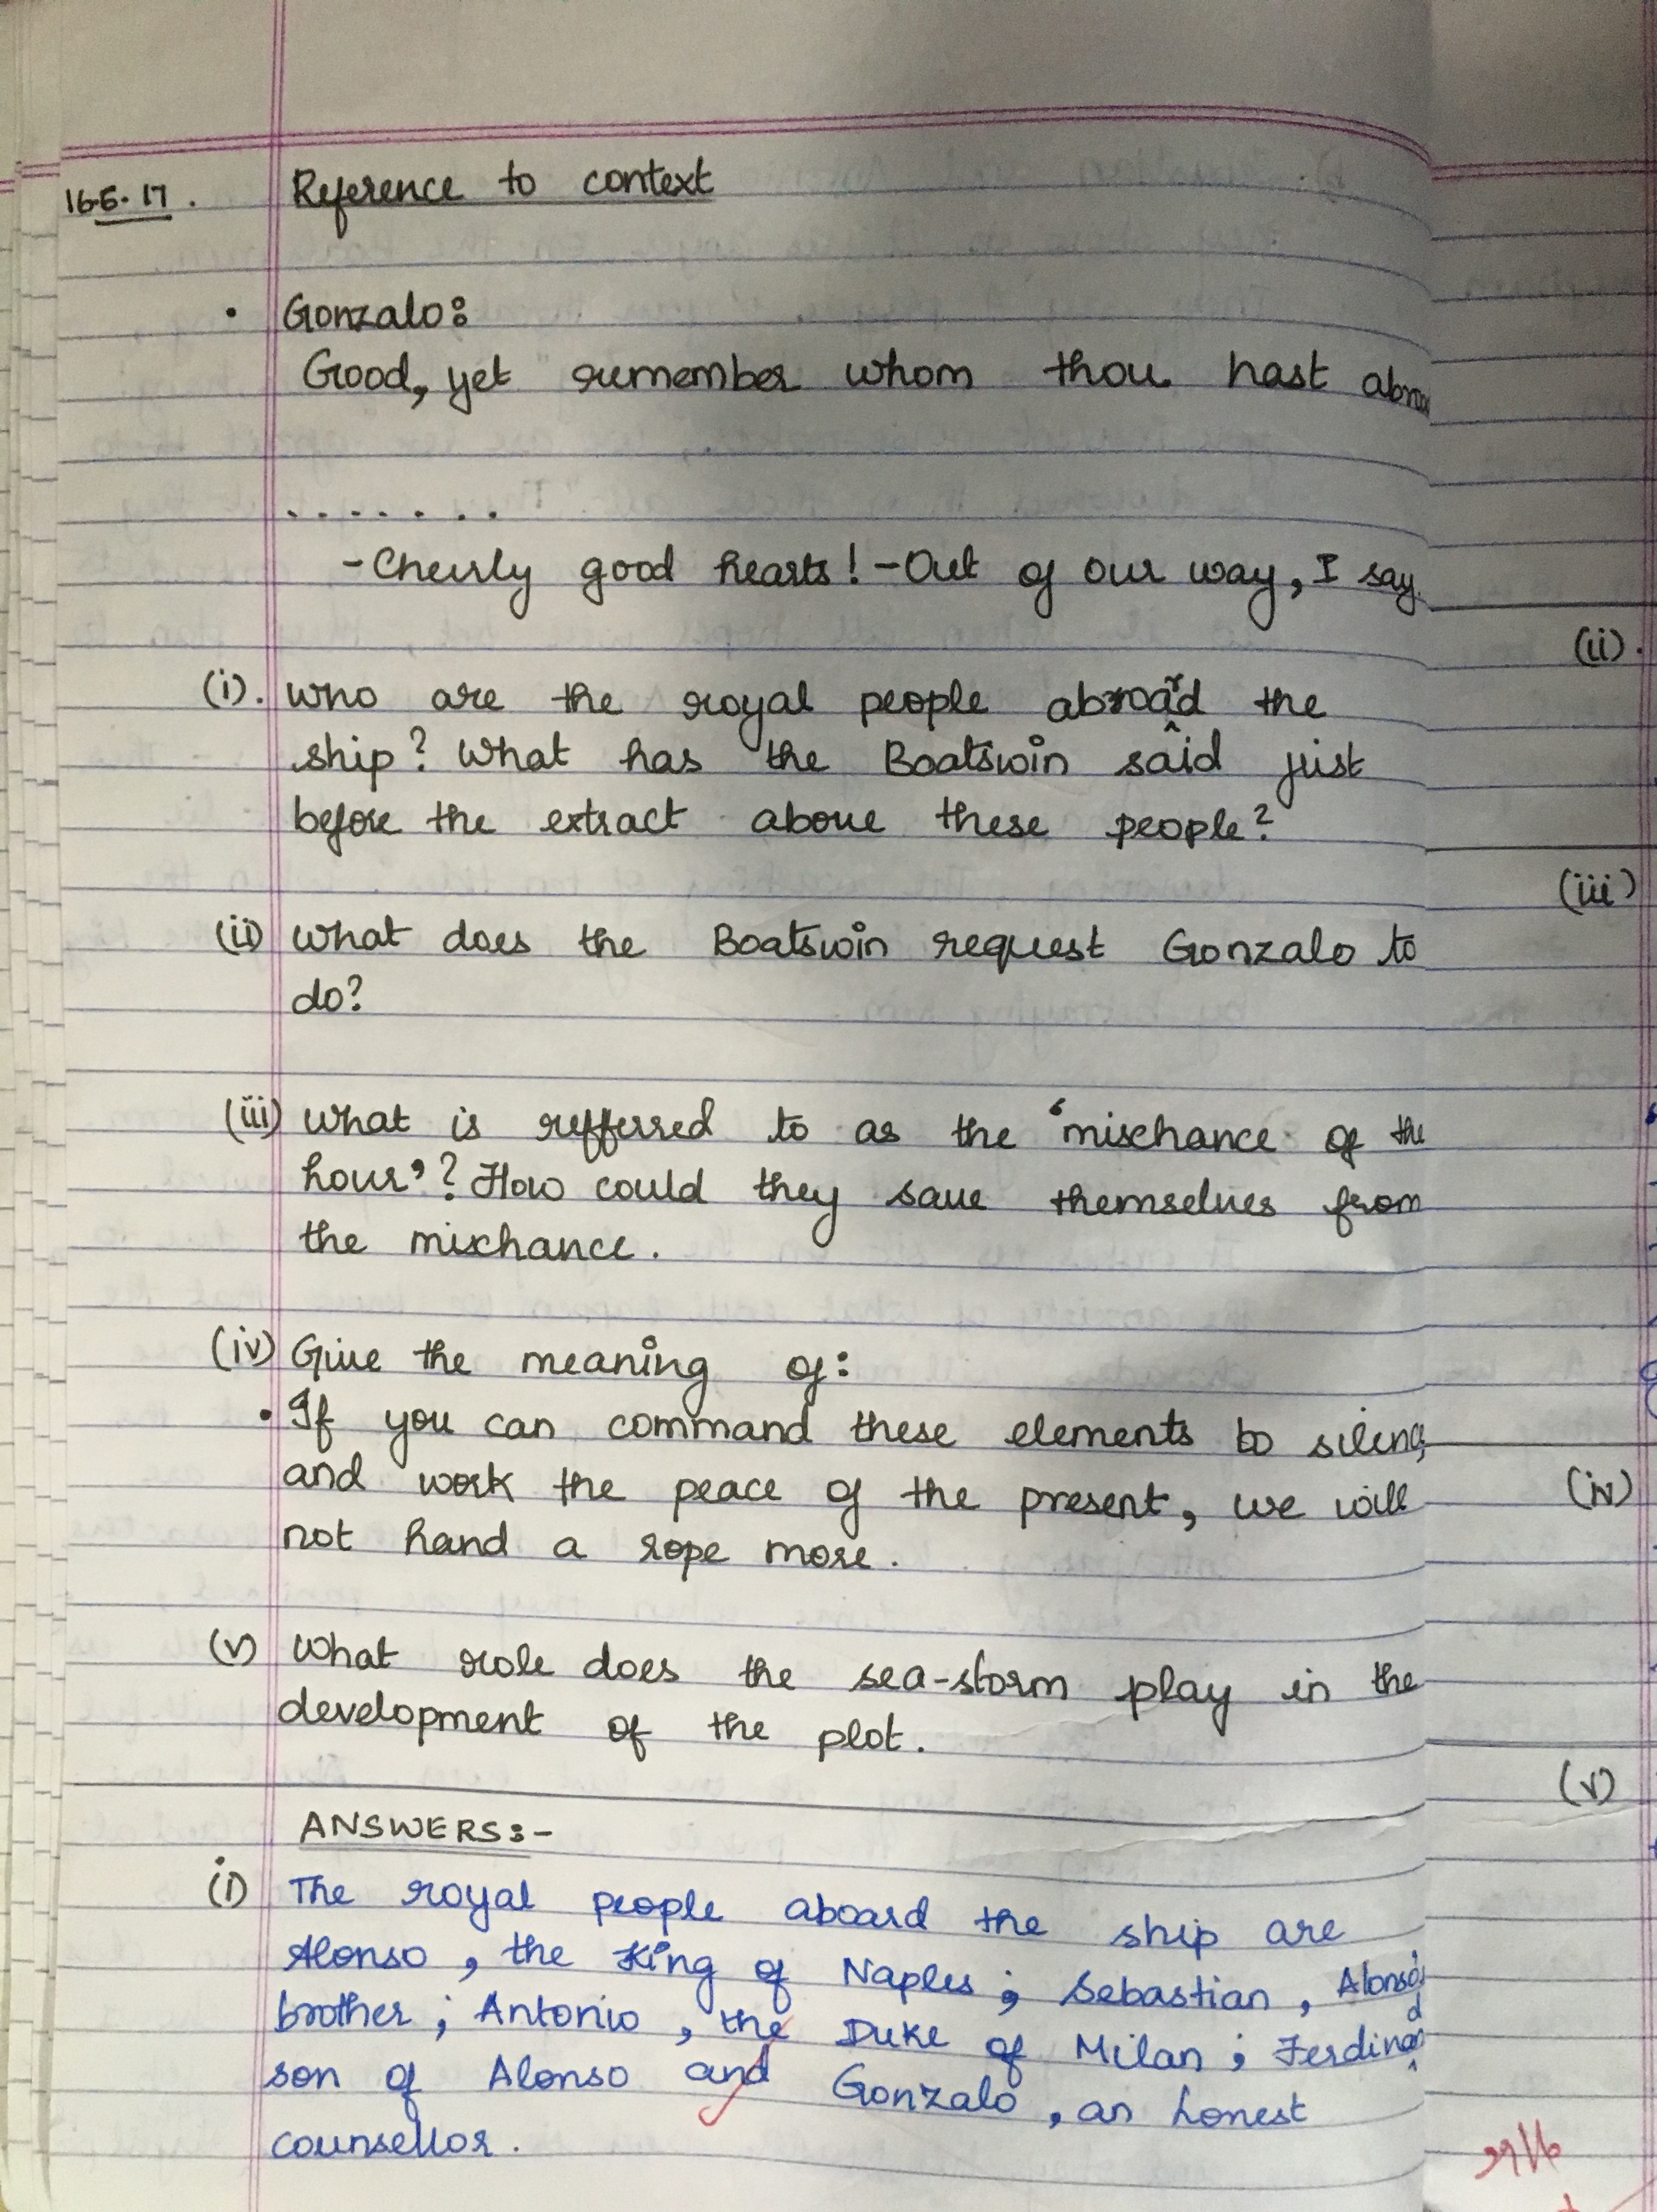 16-5-17. Reference to context
• Gonzalo:
Good, yet remember whom thou hast
.......
-Cheerly good hearts! -Out of our way, I say.
(ii).
(i). Who are the royal people abroard the
ship? What has the Boatswin said just
before the extract above these people?
(iii)
(ii) What does the Boatswin request Gonzalo to
do?
(iii) What is refferred to as the 'mischance of the
hour'? How could they save themselves from
the mischance.
(iv) Give the meaning of:
• If you can command these elements to
and work the peace of the present, we will
(iv)
not hand a rope more.
(v) What role does the sea-storm play in the
development of the plot.
(v)
ANSWERS:-
(i) The royal people aboard the ship are
Alonso, the King of Naples; Sebastian, Alonso's
brother; Antonio, the Duke of Milan; Ferdinand
son of Alonso and Gonzalo, an honest
counsellor.